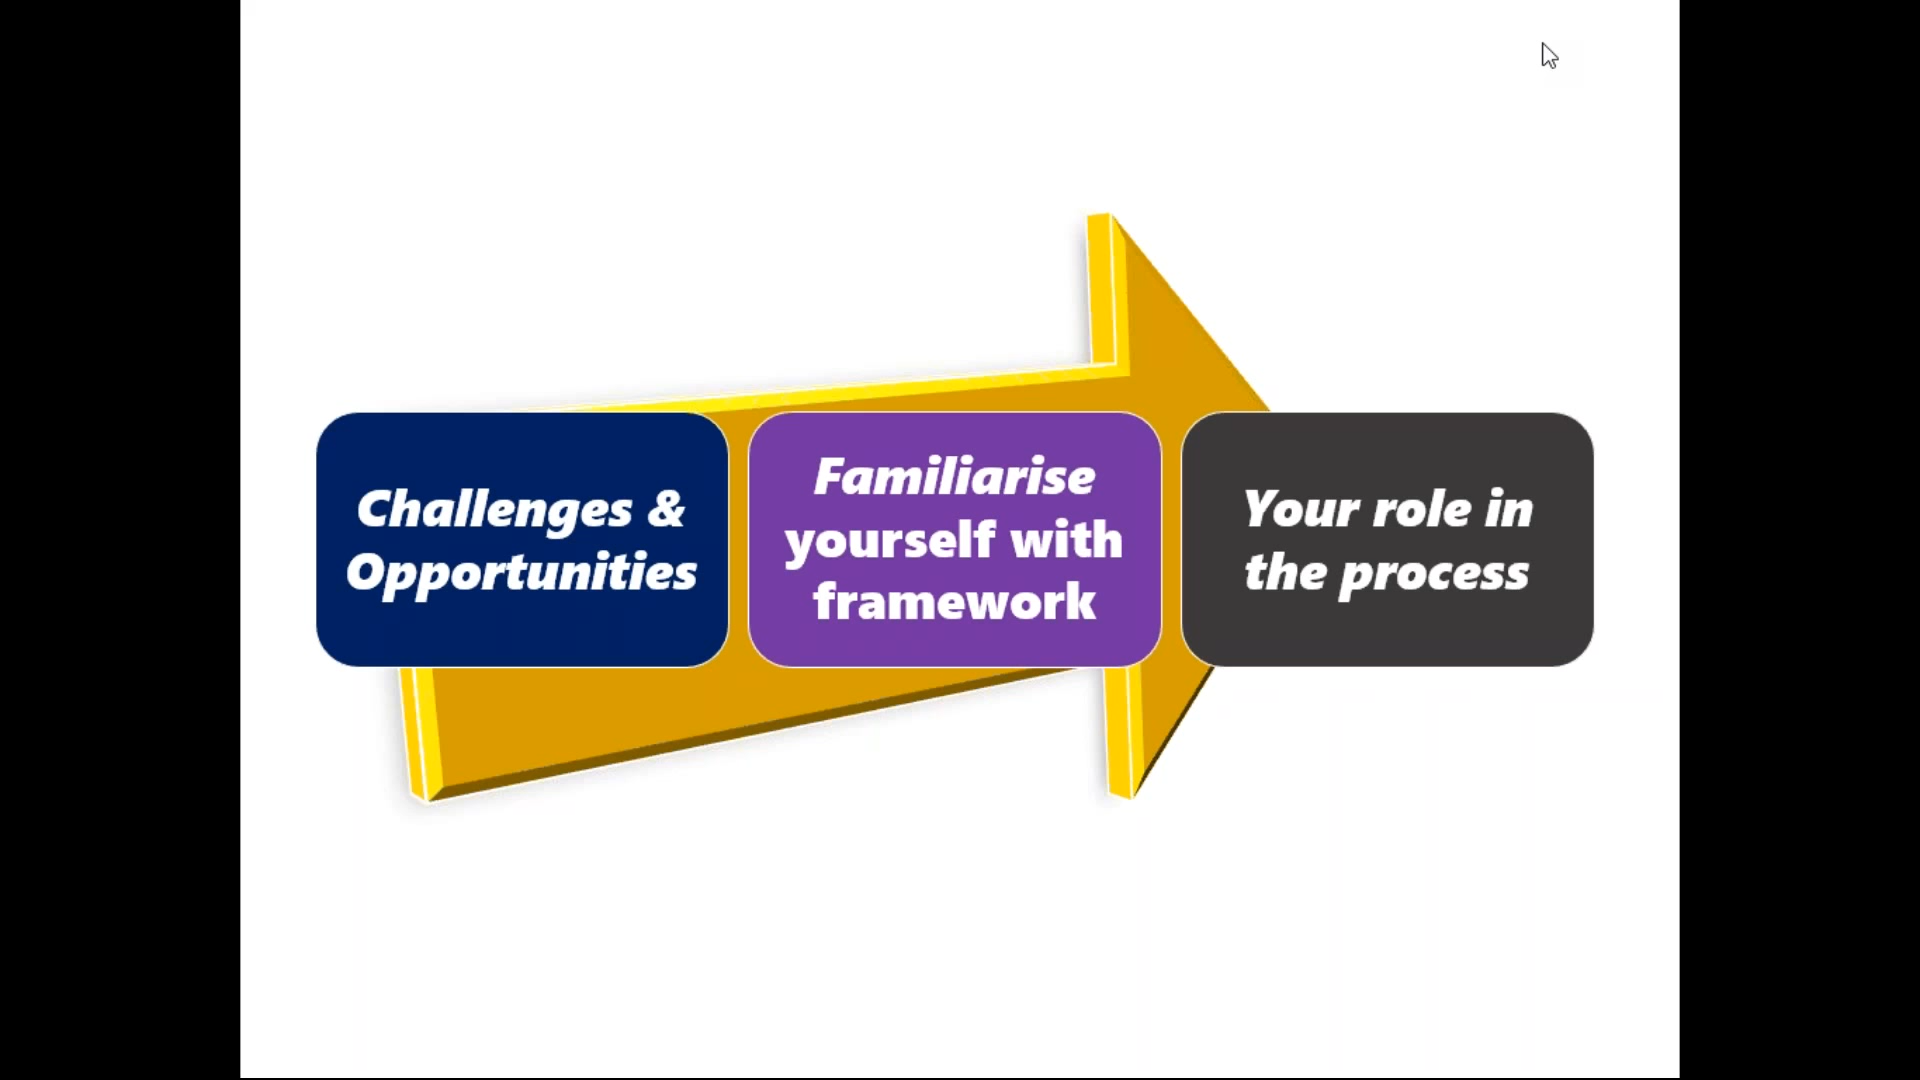 Challenges &
Opportunities
Familiarise
yourself with
framework
Your role in
the process